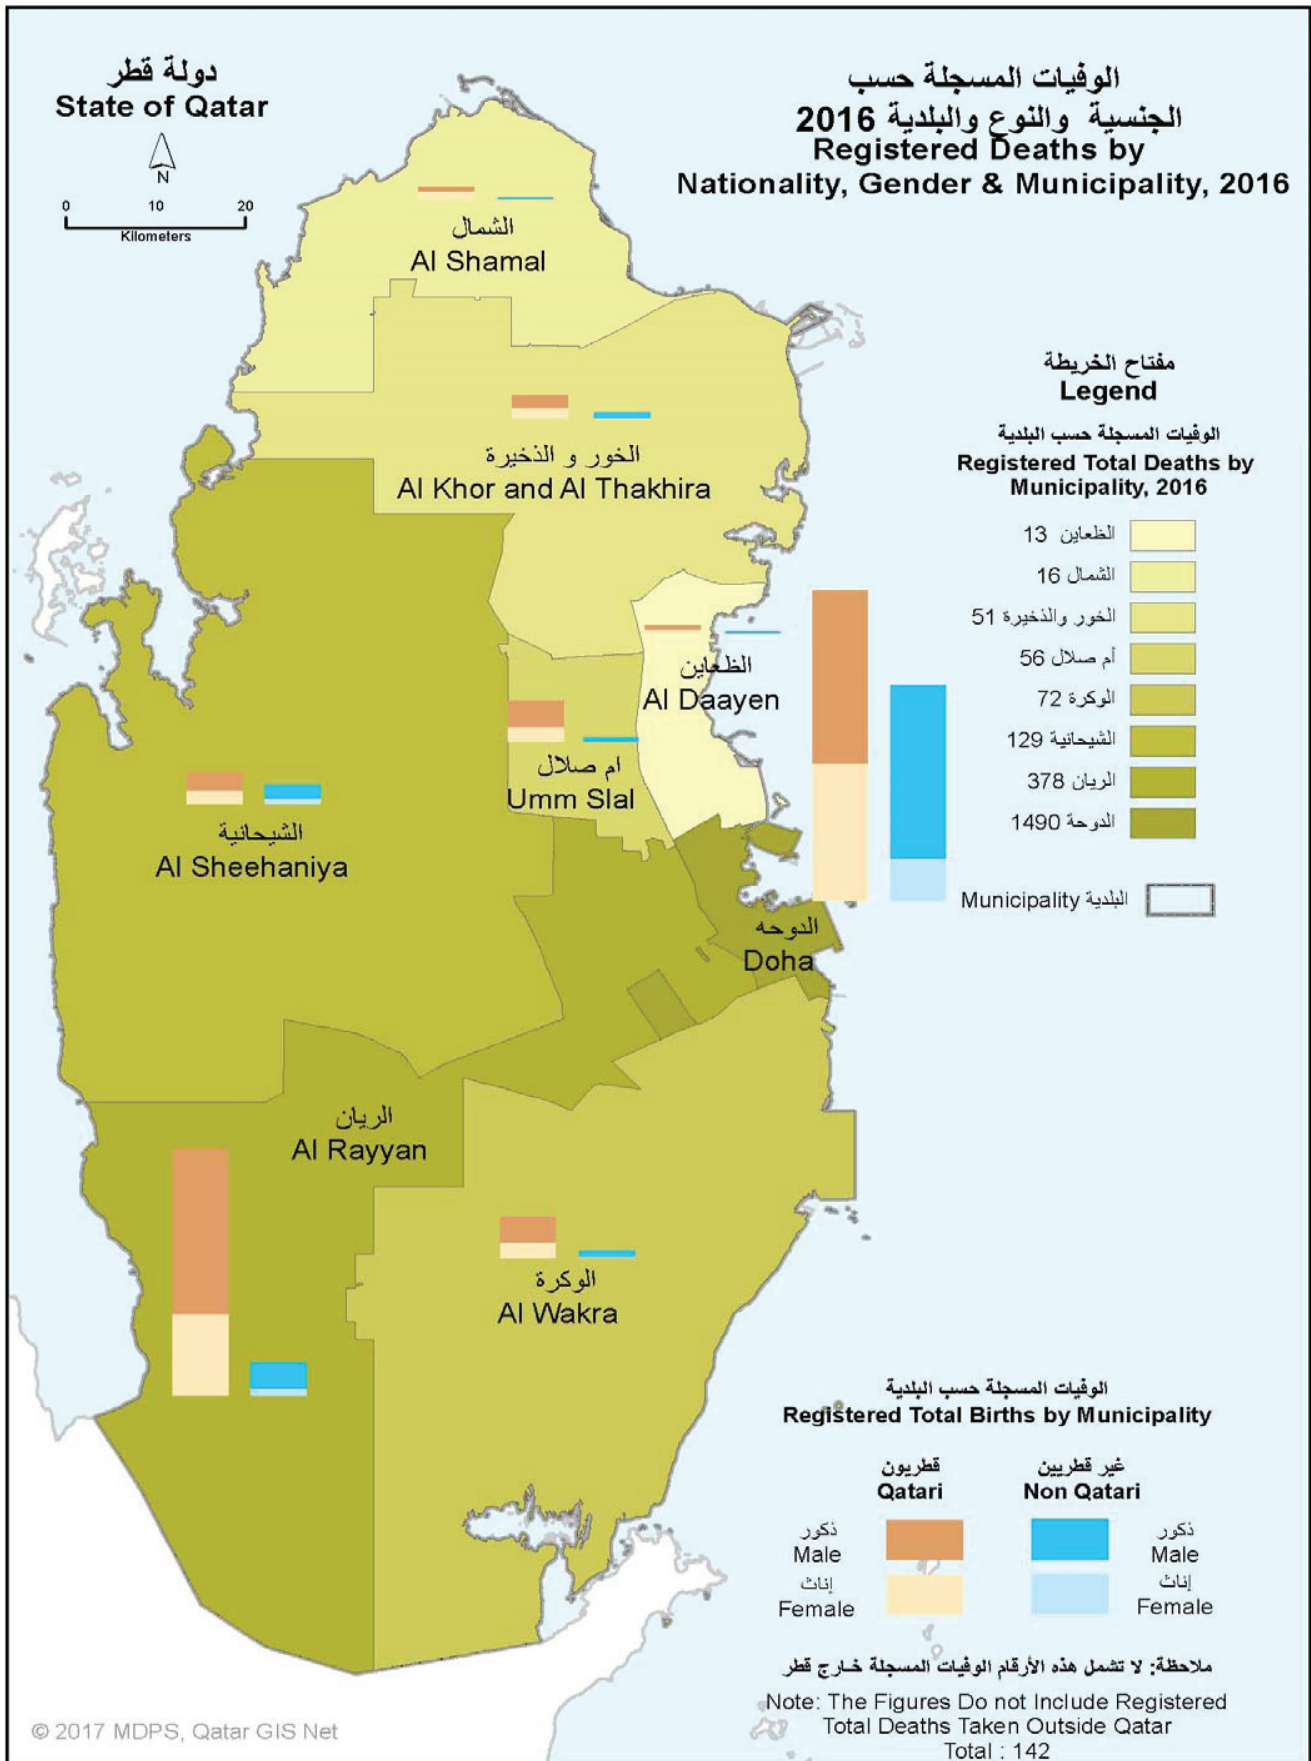 دولة قطر
State of Qatar
N
0 10 20
Kilometers
الوفيات المسجلة حسب
الجنسية والنوع والبلدية 2016
Registered Deaths by
Nationality, Gender & Municipality, 2016
الشمال
Al Shamal
الخور و الذخيرة
Al Khor and Al Thakhira
الظعاين
Al Daayen
ام صلال
Umm Slal
الشيحانية
Al Sheehaniya
الدوحه
Doha
الريان
Al Rayyan
الوكرة
Al Wakra
مفتاح الخريطة
Legend
الوفيات المسجلة حسب البلدية
Registered Total Deaths by
Municipality, 2016
الظعاين 13
الشمال 16
الخور والذخيرة 51
أم صلال 56
الوكرة 72
الشيحانية 129
الريان 378
الدوحة 1490
Municipality البلدية
الوفيات المسجلة حسب البلدية
Registered Total Births by Municipality
قطريون غير قطريين
Qatari Non Qatari
ذكور ذكور
Male Male
إناث إناث
Female Female
ملاحظة: لا تشمل هذه الأرقام الوفيات المسجلة خارج قطر
Note: The Figures Do not Include Registered
Total Deaths Taken Outside Qatar
Total : 142
© 2017 MDPS, Qatar GIS Net